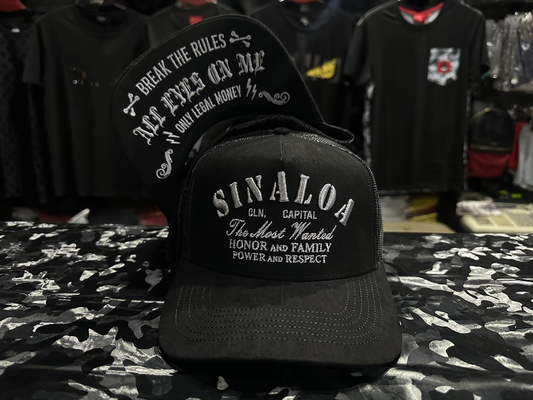 BREAK THE RULES
ALL EYES ON ME
ONLY LEGAL MONEY
SINALOA
CLN, CAPITAL
The Most Wanted
HONOR AND FAMILY
POWER AND RESPECT